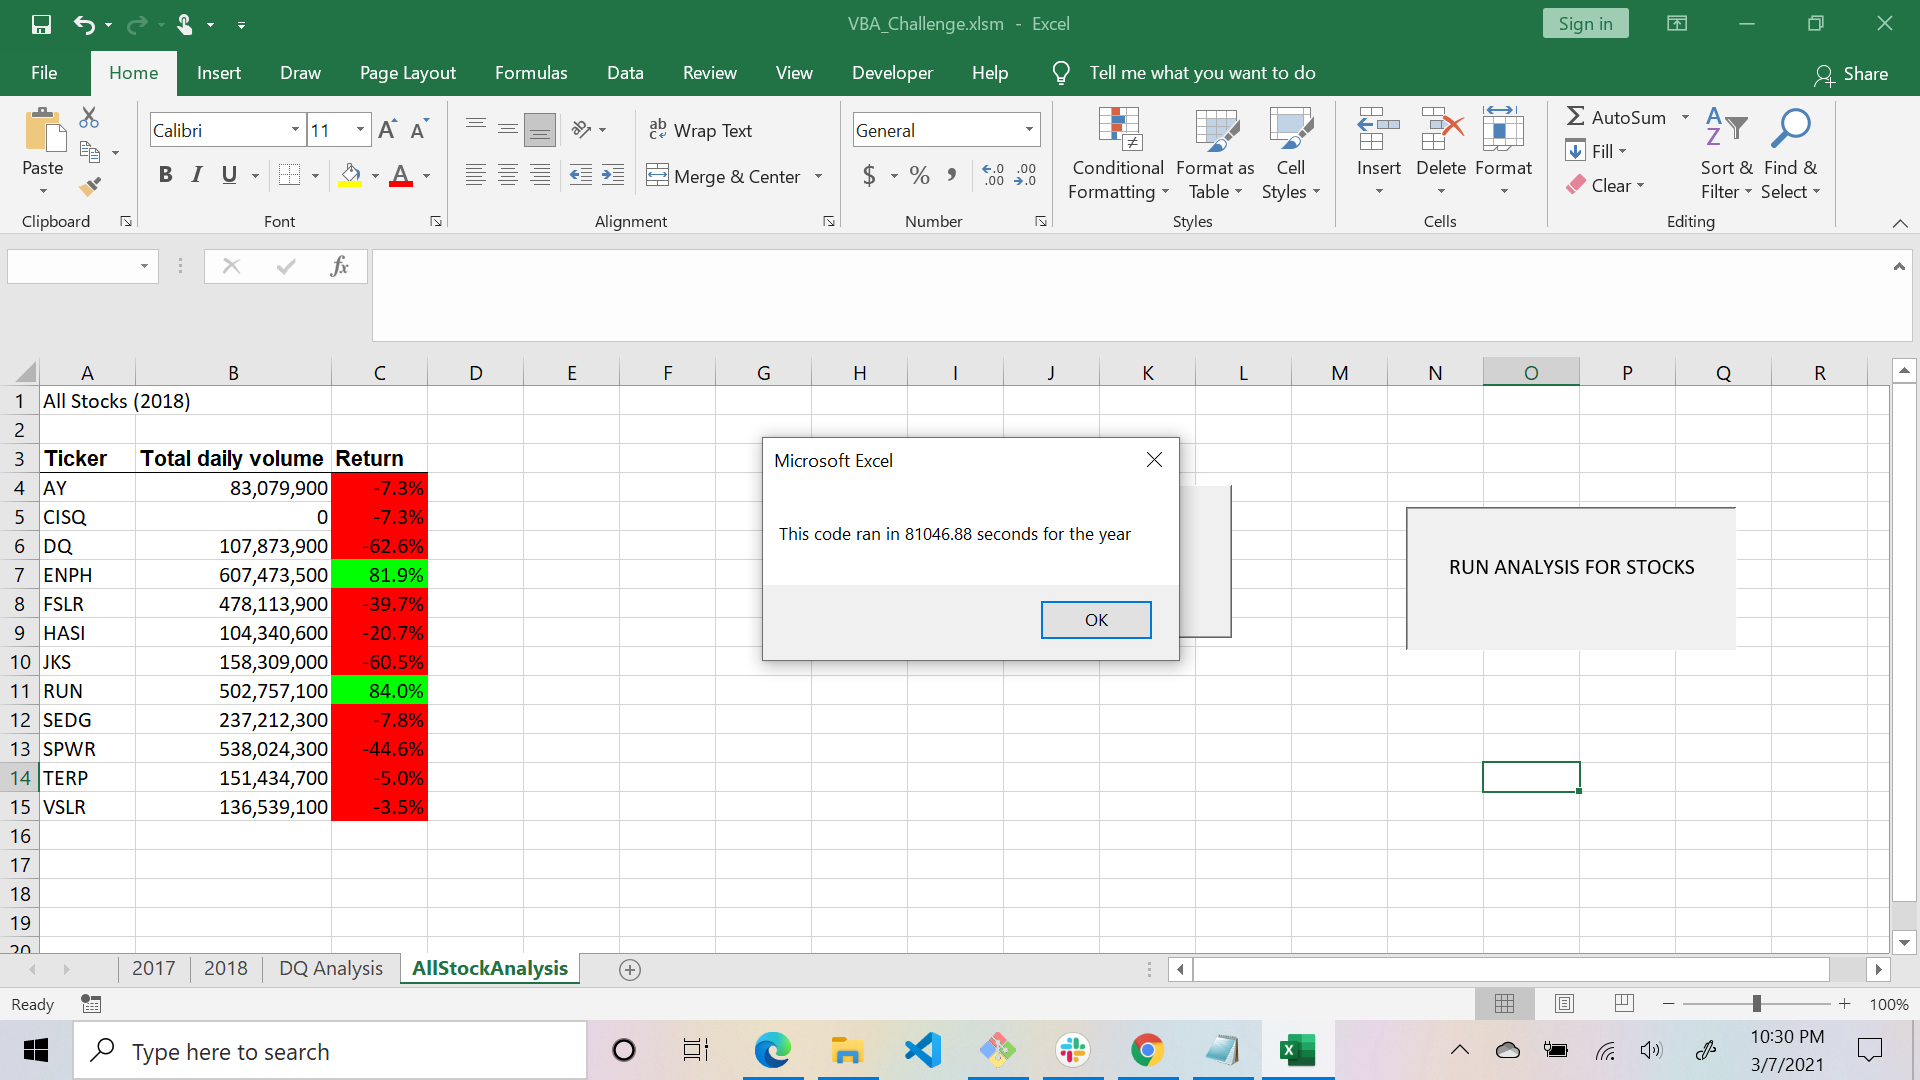 VBA_Challenge.xlsm - Excel
Sign in
File Home Insert Draw Page Layout Formulas Data Review View Developer Help Tell me what you want to do Share
Paste
Clipboard
Calibri 11
B I U
Font
Wrap Text
Merge & Center
Alignment
General
$ % ,
Number
Conditional Formatting
Format as Table
Cell Styles
Styles
Insert Delete Format
Cells
AutoSum
Fill
Clear
Sort & Filter
Find & Select
Editing
fx
A B C D E F G H I J K L M N O P Q R
1 All Stocks (2018)
2
3 Ticker Total daily volume Return
4 AY 83,079,900 -7.3%
5 CISQ 0 -7.3%
6 DQ 107,873,900 -62.6%
7 ENPH 607,473,500 81.9%
8 FSLR 478,113,900 -39.7%
9 HASI 104,340,600 -20.7%
10 JKS 158,309,000 -60.5%
11 RUN 502,757,100 84.0%
12 SEDG 237,212,300 -7.8%
13 SPWR 538,024,300 -44.6%
14 TERP 151,434,700 -5.0%
15 VSLR 136,539,100 -3.5%
16
17
18
19
20
Microsoft Excel
This code ran in 81046.88 seconds for the year
OK
RUN ANALYSIS FOR STOCKS
2017 2018 DQ Analysis AllStockAnalysis
Ready
100%
Type here to search
10:30 PM
3/7/2021